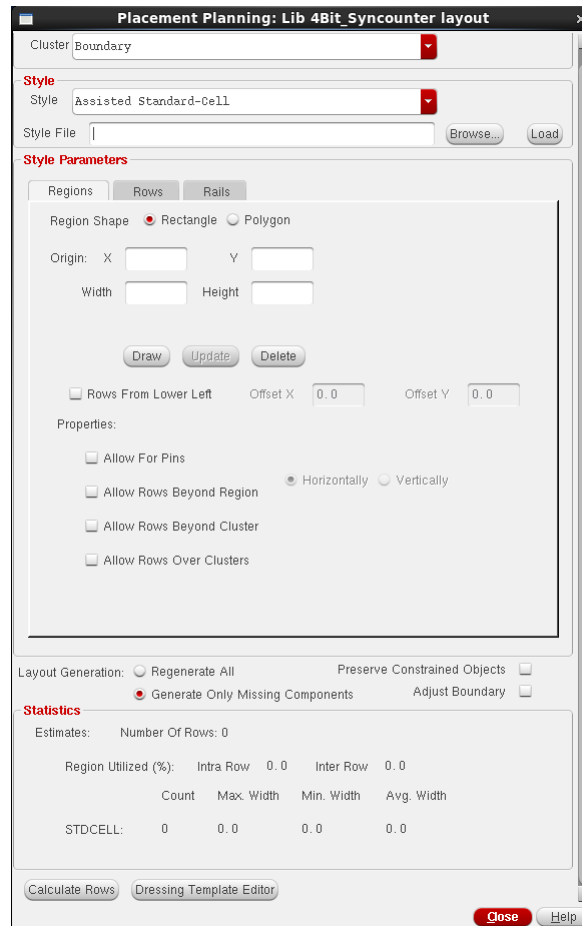 Placement Planning: Lib 4Bit_Syncounter layout
Cluster Boundary
Style
Style Assisted Standard-Cell
Style File Browse... Load
Style Parameters
Regions Rows Rails
Region Shape Rectangle Polygon
Origin: X Y
Width Height
Draw Update Delete
Rows From Lower Left Offset X 0.0 Offset Y 0.0
Properties:
Allow For Pins
Horizontally Vertically
Allow Rows Beyond Region
Allow Rows Beyond Cluster
Allow Rows Over Clusters
Layout Generation: Regenerate All Preserve Constrained Objects
Generate Only Missing Components Adjust Boundary
Statistics
Estimates: Number Of Rows: 0
Region Utilized (%): Intra Row 0.0 Inter Row 0.0
Count Max. Width Min. Width Avg. Width
STDCELL: 0 0.0 0.0 0.0
Calculate Rows Dressing Template Editor
Close Help